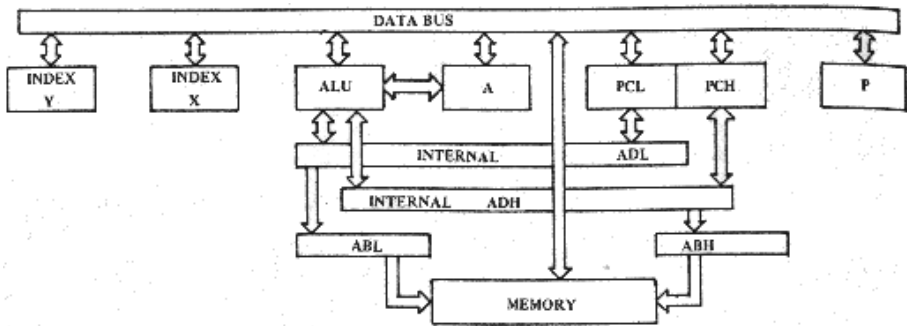 DATA BUS
INDEX
Y
INDEX
X
ALU
A
PCL
PCH
P
INTERNAL ADL
INTERNAL ADH
ABL
ABH
MEMORY